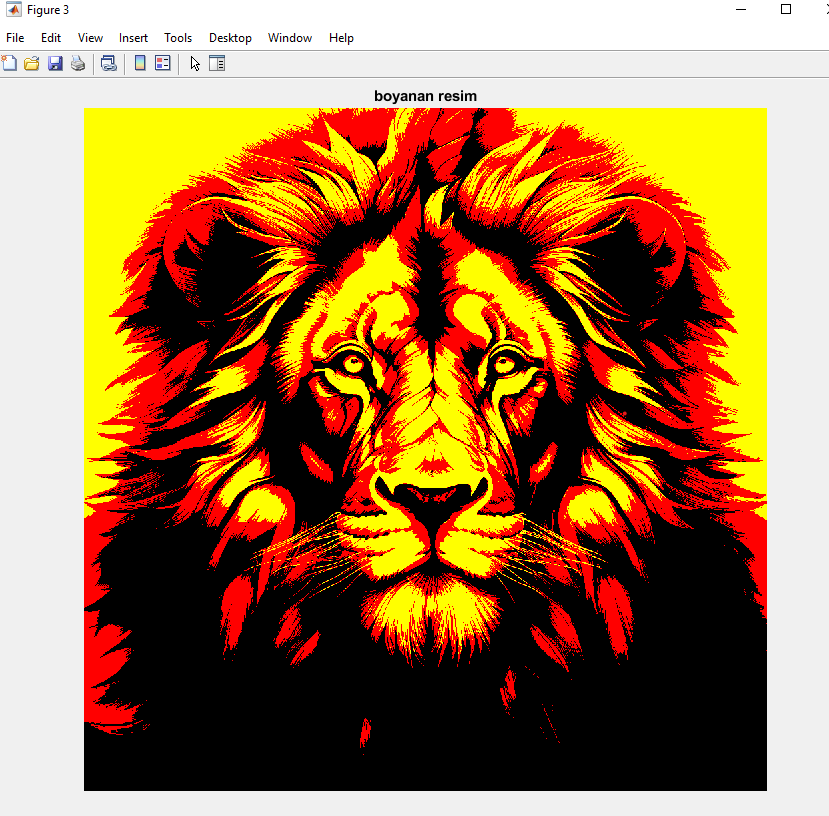 Figure 3
File Edit View Insert Tools Desktop Window Help
boyanan resim